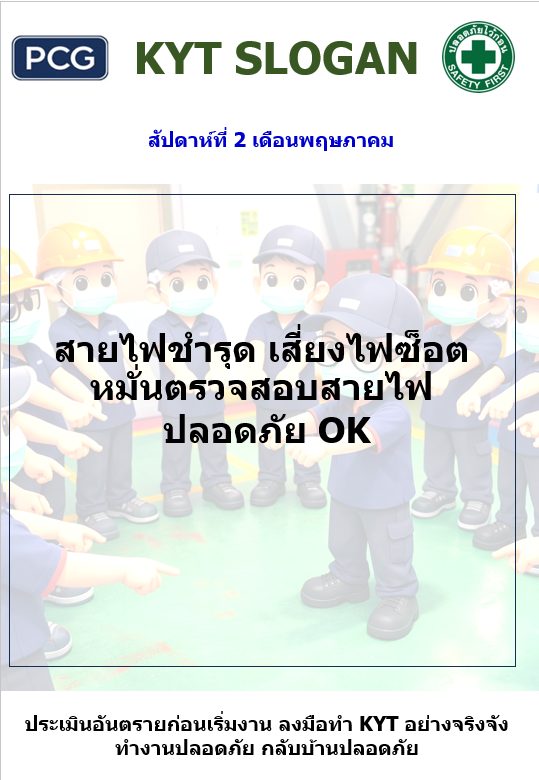 PCG
KYT SLOGAN
ปลอดภัยไว้ก่อน
SAFETY FIRST
สัปดาห์ที่ 2 เดือนพฤษภาคม
สายไฟชำรุด เสี่ยงไฟซ็อต
หมั่นตรวจสอบสายไฟ
ปลอดภัย OK
ประเมินอันตรายก่อนเริ่มงาน ลงมือทำ KYT อย่างจริงจัง
ทำงานปลอดภัย กลับบ้านปลอดภัย